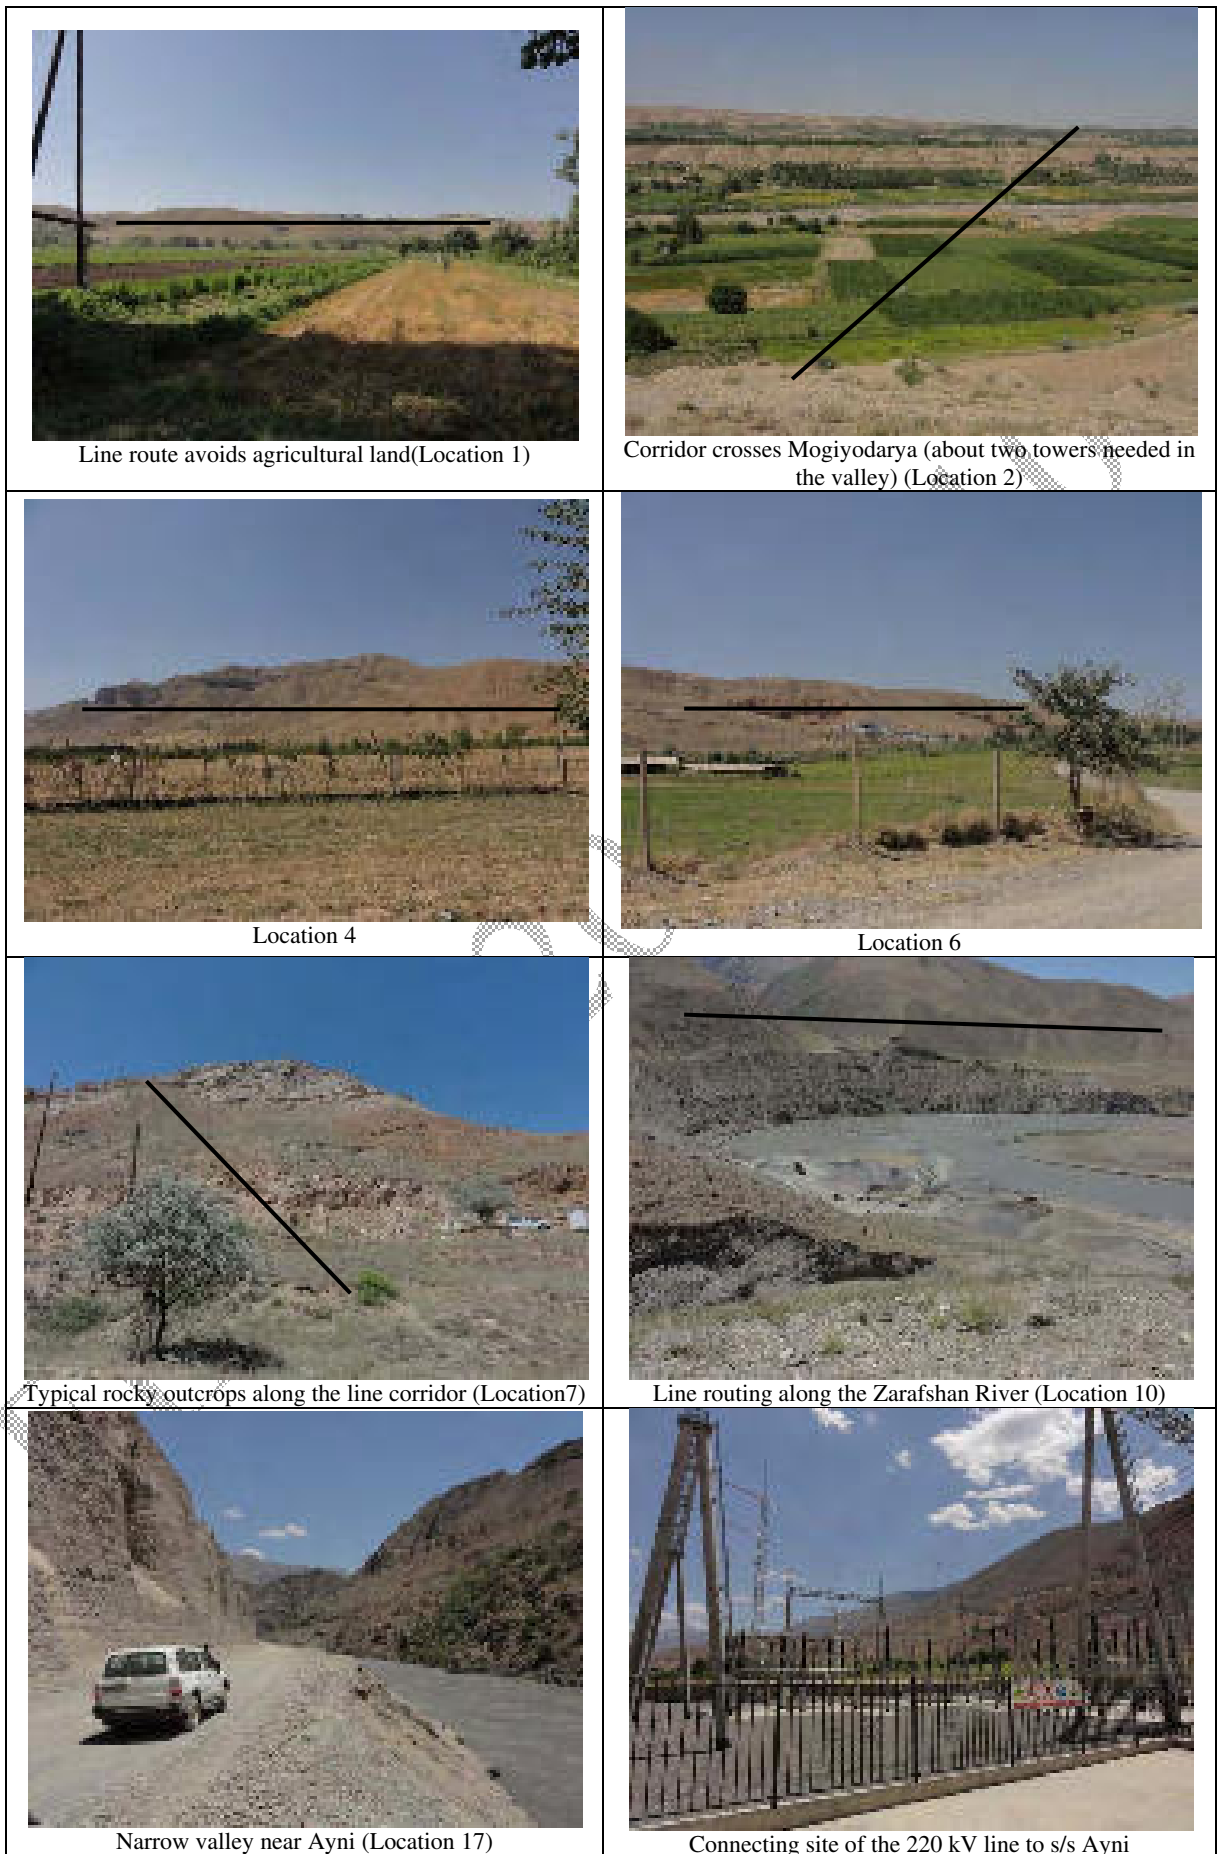 Line route avoids agricultural land(Location 1)
Corridor crosses Mogiyodarya (about two towers needed in
the valley) (Location 2)
Location 4
Location 6
Typical rocky outcrops along the line corridor (Location7)
Line routing along the Zarafshan River (Location 10)
Narrow valley near Ayni (Location 17)
Connecting site of the 220 kV line to s/s Ayni